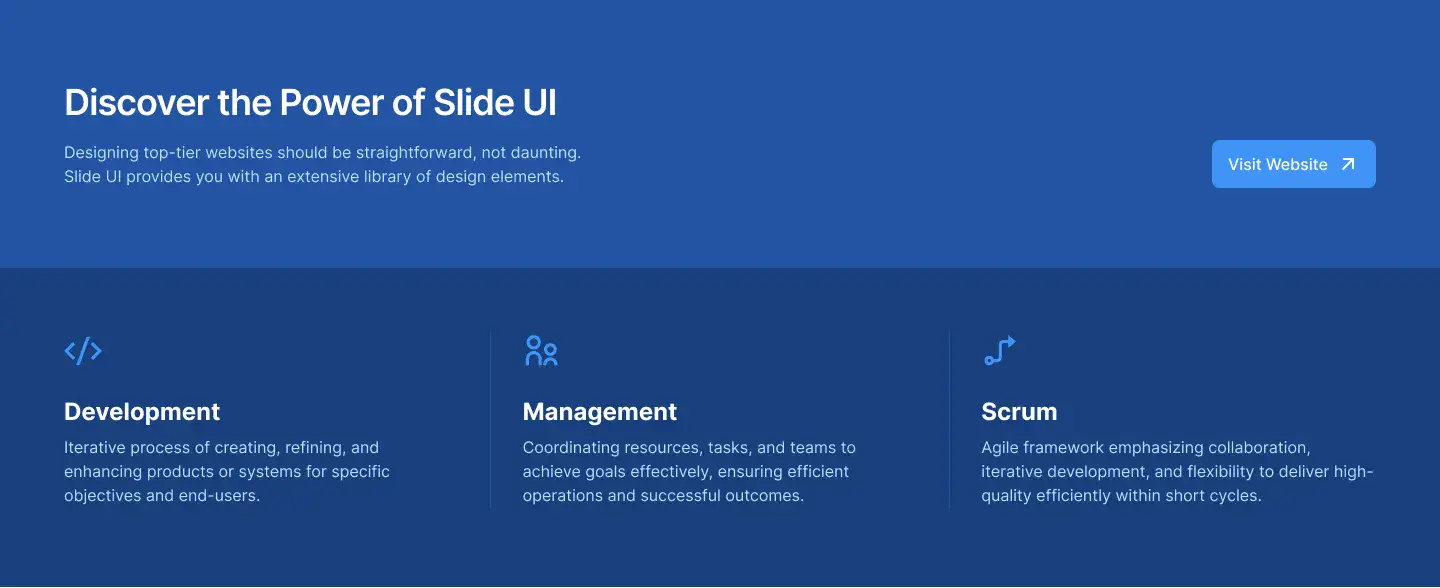 Discover the Power of Slide UI
Designing top-tier websites should be straightforward, not daunting.
Slide UI provides you with an extensive library of design elements.
Visit Website
Development
Iterative process of creating, refining, and
enhancing products or systems for specific
objectives and end-users.
Management
Coordinating resources, tasks, and teams to
achieve goals effectively, ensuring efficient
operations and successful outcomes.
Scrum
Agile framework emphasizing collaboration,
iterative development, and flexibility to deliver high-
quality efficiently within short cycles.